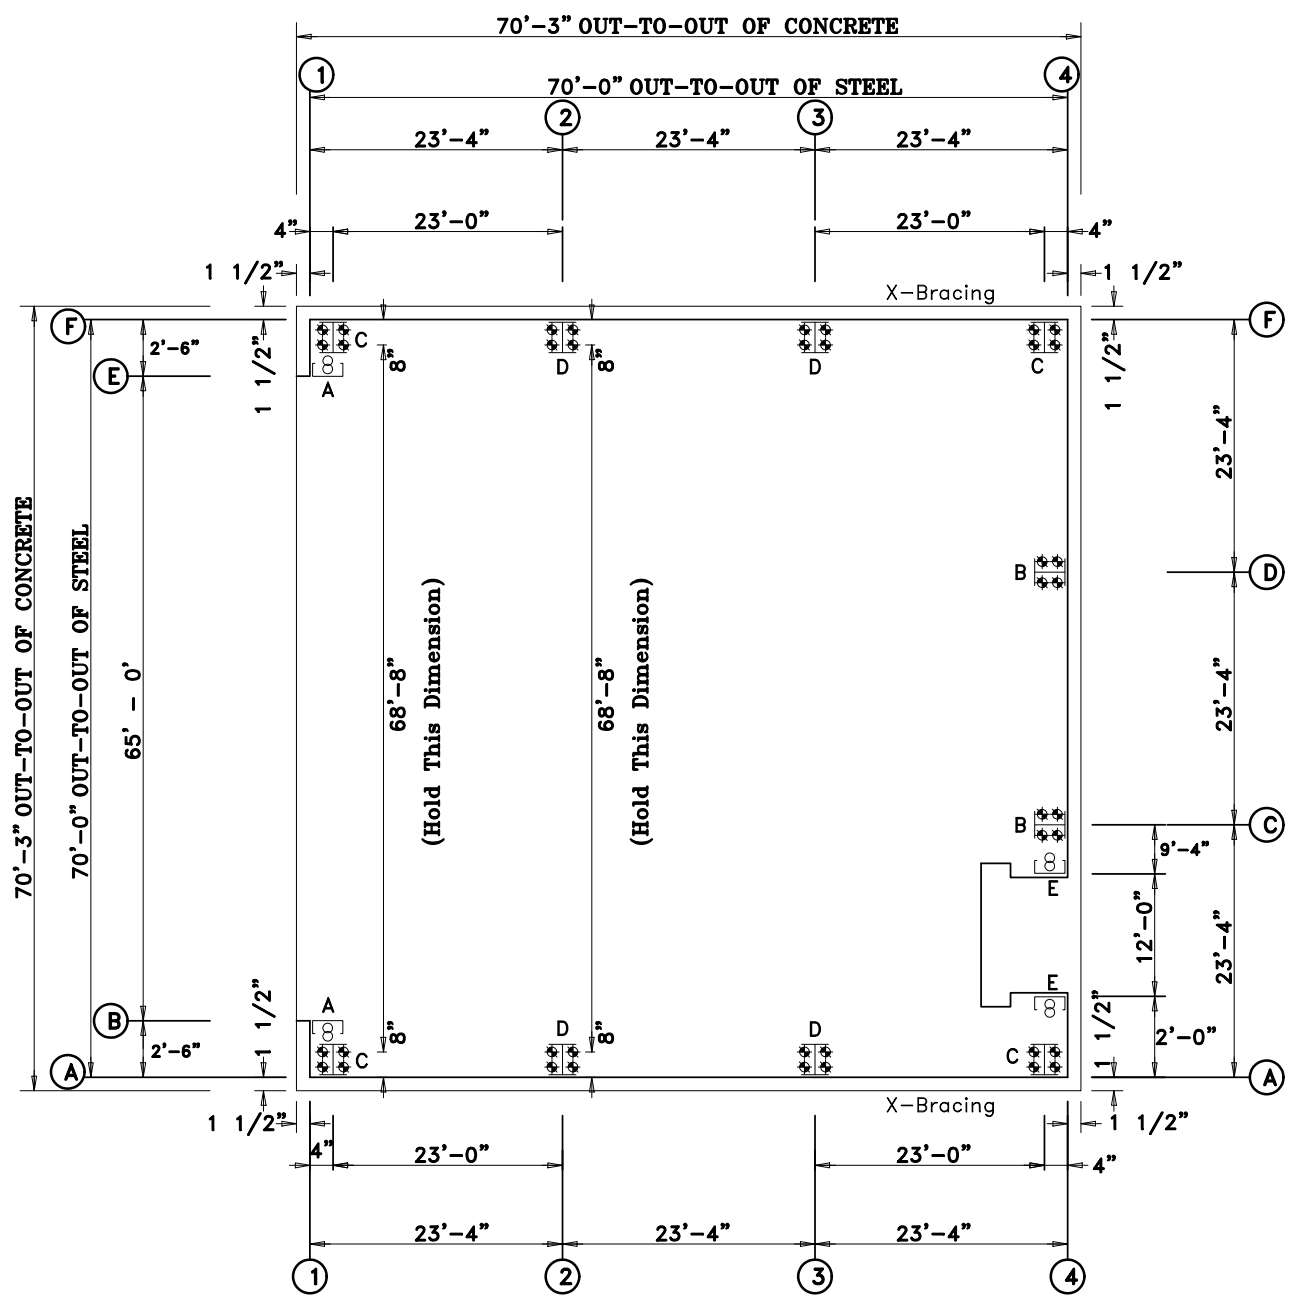 70'-3" OUT-TO-OUT OF CONCRETE
1
4
70'-0" OUT-TO-OUT OF STEEL
2
3
23'-4"
23'-4"
23'-4"
23'-0"
23'-0"
4"
4"
1 1/2"
1 1/2"
X-Bracing
F
F
2'-6"
1 1/2"
C
8"
D
8"
D
C
1 1/2"
E
A
23'-4"
70'-3" OUT-TO-OUT OF CONCRETE
70'-0" OUT-TO-OUT OF STEEL
65' - 0'
68'-8"
(Hold This Dimension)
68'-8"
(Hold This Dimension)
B
D
23'-4"
B
C
9'-4"
E
12'-0"
23'-4"
E
1 1/2"
A
B
2'-6"
1 1/2"
C
8"
D
8"
D
C
2'-0"
A
A
X-Bracing
1 1/2"
1 1/2"
4"
23'-0"
23'-0"
4"
23'-4"
23'-4"
23'-4"
1
2
3
4